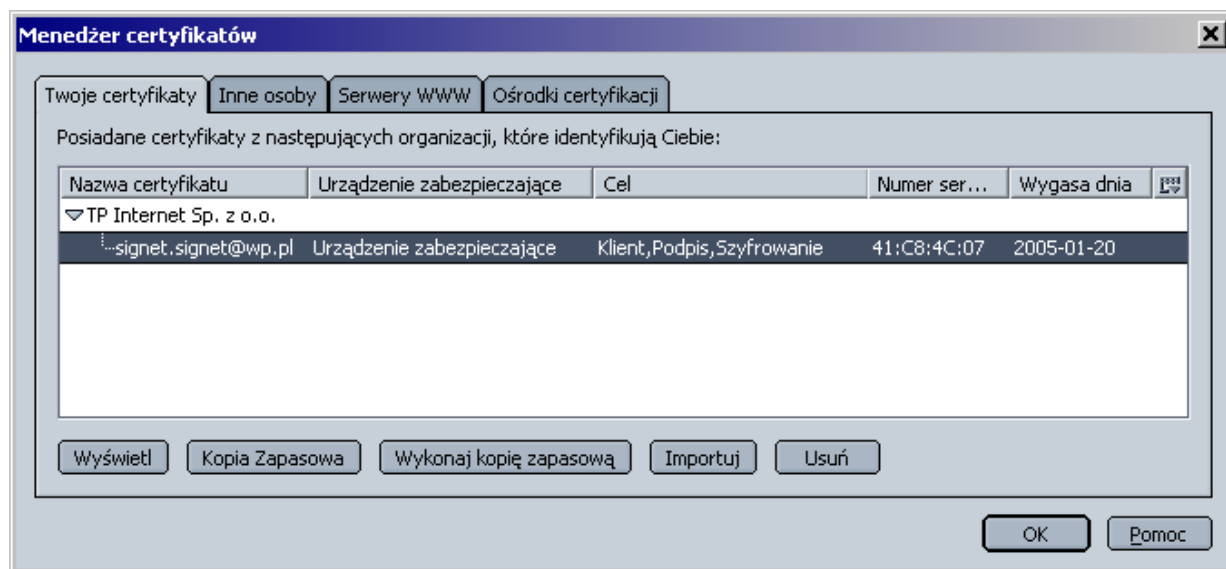 Menedżer certyfikatów
Twoje certyfikaty Inne osoby Serwery WWW Ośrodki certyfikacji
Posiadane certyfikaty z następujących organizacji, które identyfikują Ciebie:
Nazwa certyfikatu Urządzenie zabezpieczające Cel Numer ser... Wygasa dnia
TP Internet Sp. z o.o.
signet.signet@wp.pl Urządzenie zabezpieczające Klient,Podpis,Szyfrowanie 41:C8:4C:07 2005-01-20
Wyświetl Kopia Zapasowa Wykonaj kopię zapasową Importuj Usuń
OK Pomoc